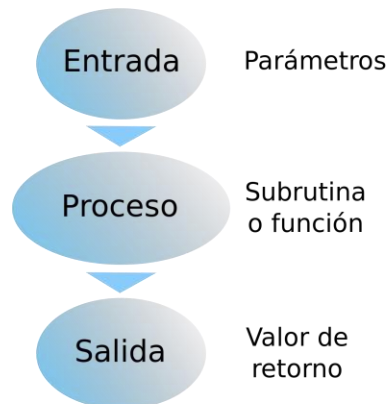 Entrada
Parámetros
Proceso
Subrutina
o función
Salida
Valor de
retorno